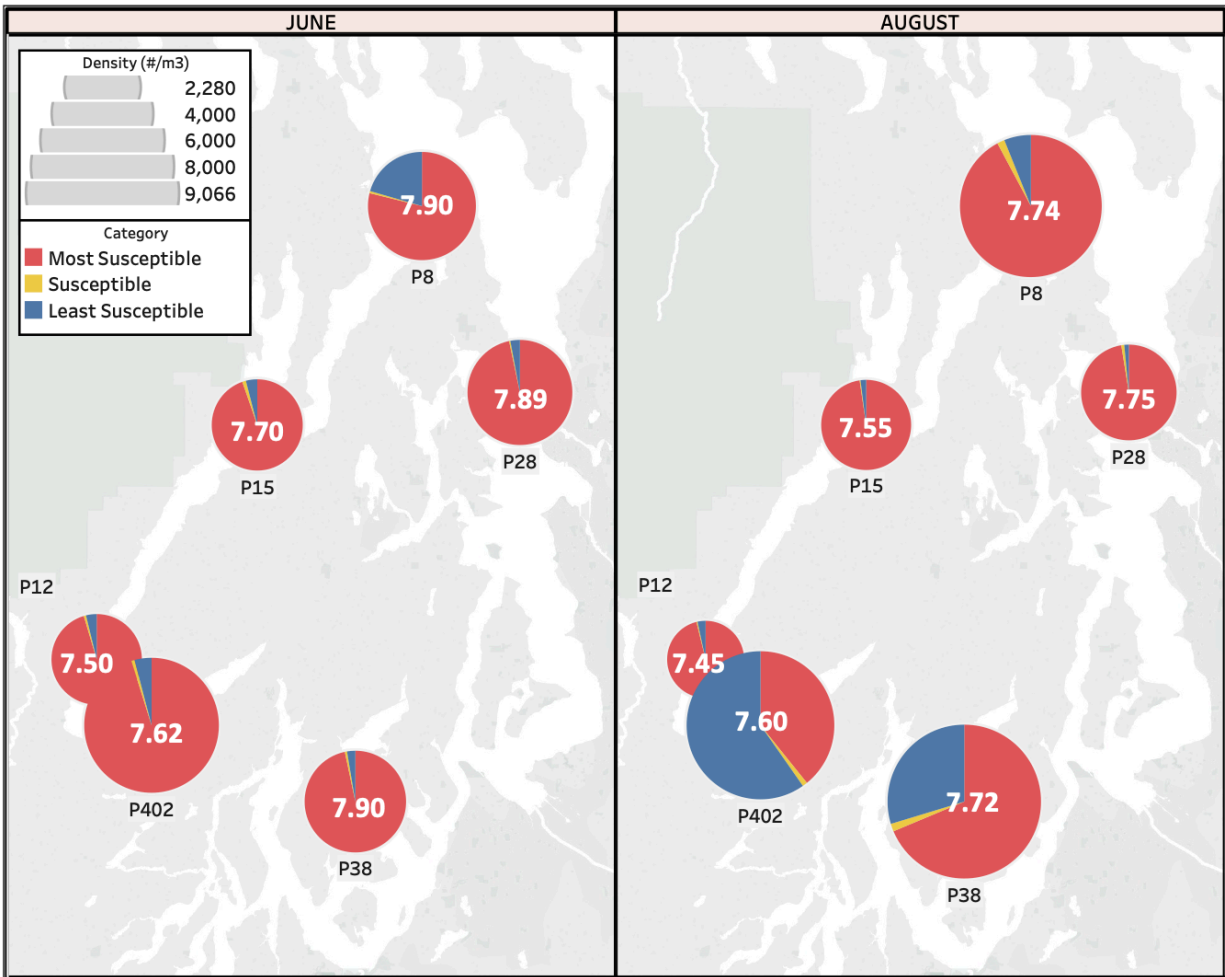 JUNE
AUGUST
Density (#/m3)
2,280
4,000
6,000
8,000
9,066
Category
Most Susceptible
Susceptible
Least Susceptible
7.90
P8
7.89
P28
7.70
P15
P12
7.50
7.62
P402
7.90
P38
7.74
P8
7.75
P28
7.55
P15
P12
7.45
7.60
P402
7.72
P38